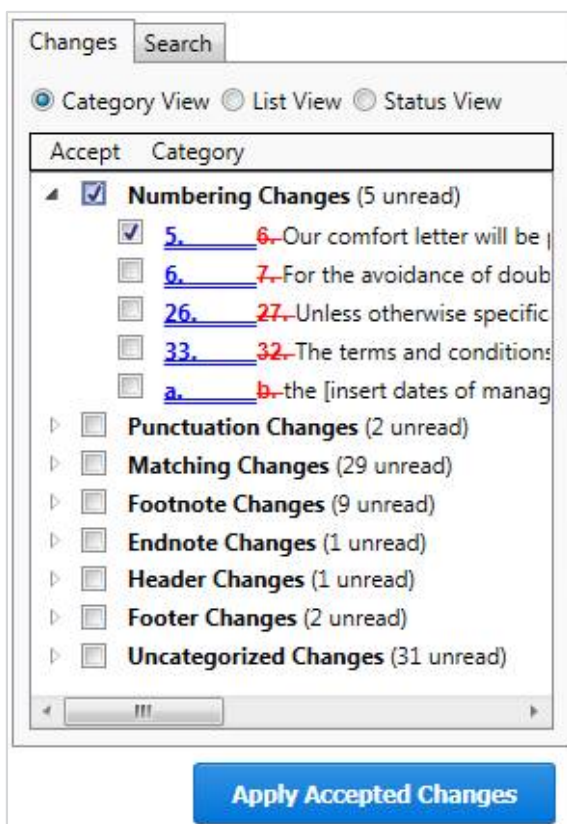 Changes Search
Category View List View Status View
Accept Category
Numbering Changes (5 unread)
5. 6. Our comfort letter will be
6. 7. For the avoidance of doub
26. 27. Unless otherwise specific
33. 32. The terms and conditions
a. b. the [insert dates of manag
Punctuation Changes (2 unread)
Matching Changes (29 unread)
Footnote Changes (9 unread)
Endnote Changes (1 unread)
Header Changes (1 unread)
Footer Changes (2 unread)
Uncategorized Changes (31 unread)
Apply Accepted Changes